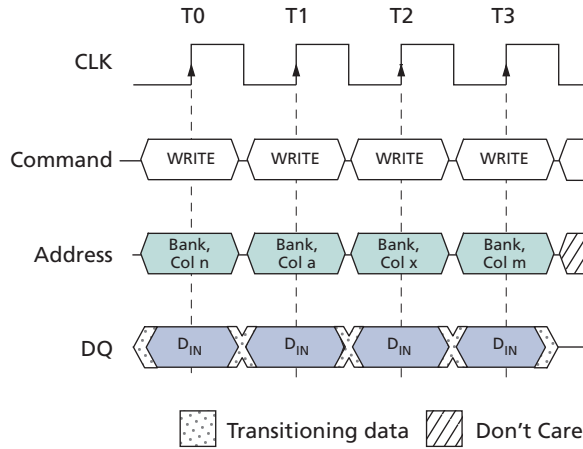 T0 T1 T2 T3
CLK
Command WRITE WRITE WRITE WRITE
Address Bank, Col n Bank, Col a Bank, Col x Bank, Col m
DQ DIN DIN DIN DIN
Transitioning data Don't Care